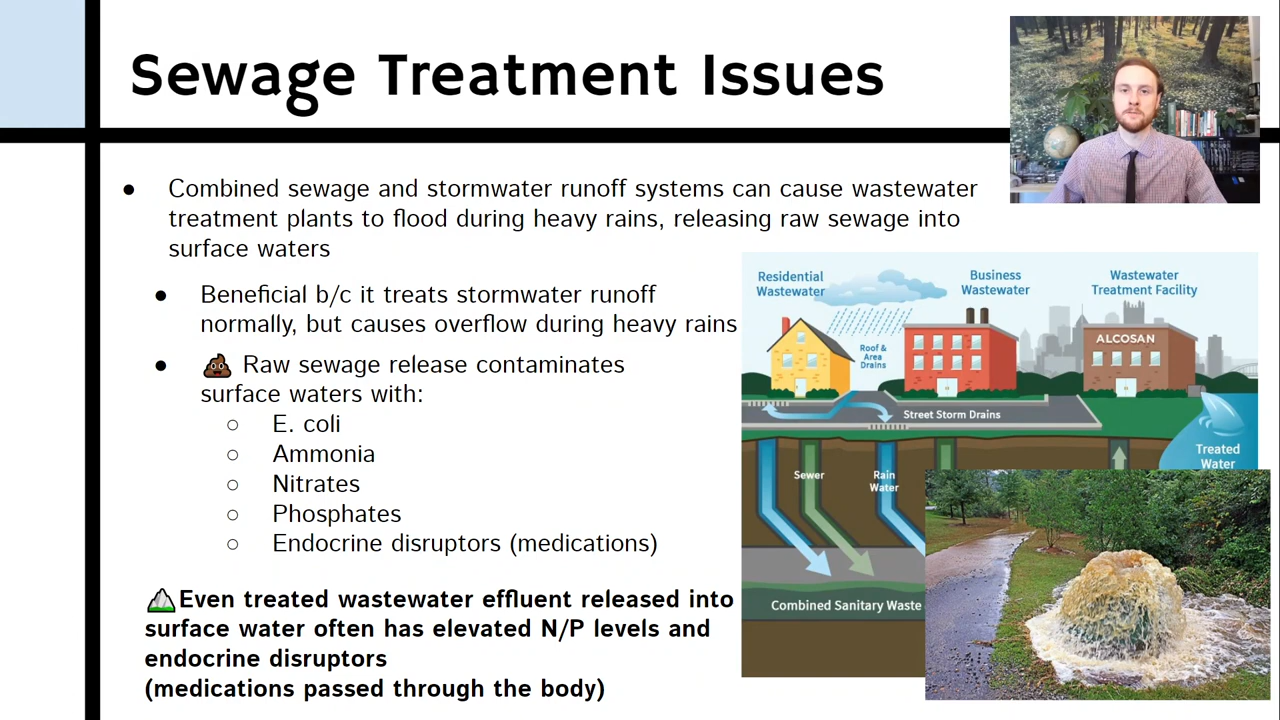 Sewage Treatment Issues
● Combined sewage and stormwater runoff systems can cause wastewater
treatment plants to flood during heavy rains, releasing raw sewage into
surface waters
● Beneficial b/c it treats stormwater runoff
normally, but causes overflow during heavy rains
● 💩 Raw sewage release contaminates
surface waters with:
○ E. coli
○ Ammonia
○ Nitrates
○ Phosphates
○ Endocrine disruptors (medications)
Even treated wastewater effluent released into
surface water often has elevated N/P levels and
endocrine disruptors
(medications passed through the body)
Residential
Wastewater
Business
Wastewater
Wastewater
Treatment Facility
Roof &
Area
Drains
ALCOSAN
Street Storm Drains
Treated
Water
Sewer
Rain
Water
Combined Sanitary Waste